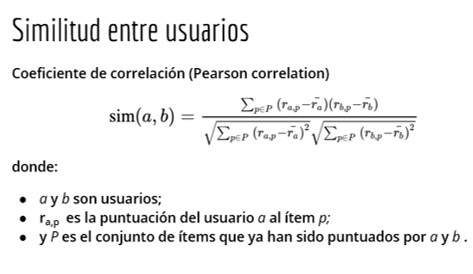 Similitud entre usuarios
Coeficiente de correlación (Pearson correlation)
sim(a, b) = \frac{\sum_{p \in P} (r_{a,p} - \bar{r_a})(r_{b,p} - \bar{r_b})}{\sqrt{\sum_{p \in P} (r_{a,p} - \bar{r_a})^2} \sqrt{\sum_{p \in P} (r_{b,p} - \bar{r_b})^2}}
donde:
• a y b son usuarios;
• r_{a,p} es la puntuación del usuario a al ítem p;
• y P es el conjunto de ítems que ya han sido puntuados por a y b .